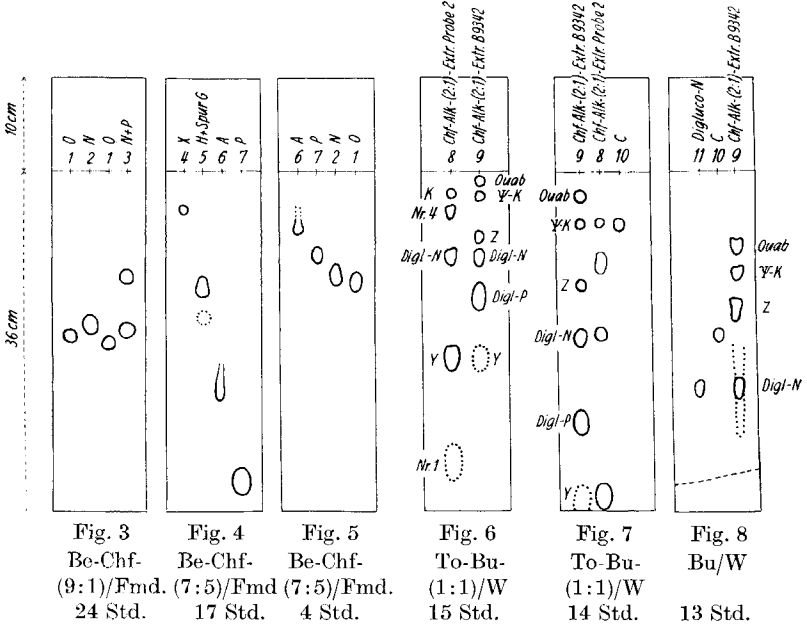 10 cm
36 cm
O N O N+P
1 2 1 3
Fig. 3
Be-Chf-
(9:1)/Fmd.
24 Std.
X H+Spur G A P
4 5 6 7
Fig. 4
Be-Chf-
(7:5)/Fmd
17 Std.
A P N O
6 7 2 1
Fig. 5
Be-Chf-
(7:5)/Fmd.
4 Std.
Chf-Alk-(2:1)-Extr. Probe 2
Chf-Alk-(2:1)-Extr. B 9342
8 9
Ouab
K Ψ-K
Nr. 4
Z
Digl-N Digl-N
Digl-P
Y Y
Nr. 1
Fig. 6
To-Bu-
(1:1)/W
15 Std.
Chf-Alk-(2:1)-Extr. B 9342
Chf-Alk-(2:1)-Extr. Probe 2
C
9 8 10
Ouab
Ψ-K
Z
Digl-N
Digl-P
Y
Fig. 7
To-Bu-
(1:1)/W
14 Std.
Digluco-N
C
Chf-Alk-(2:1)-Extr. B 9342
11 10 9
Ouab
Ψ-K
Z
Digl-N
Fig. 8
Bu/W
13 Std.